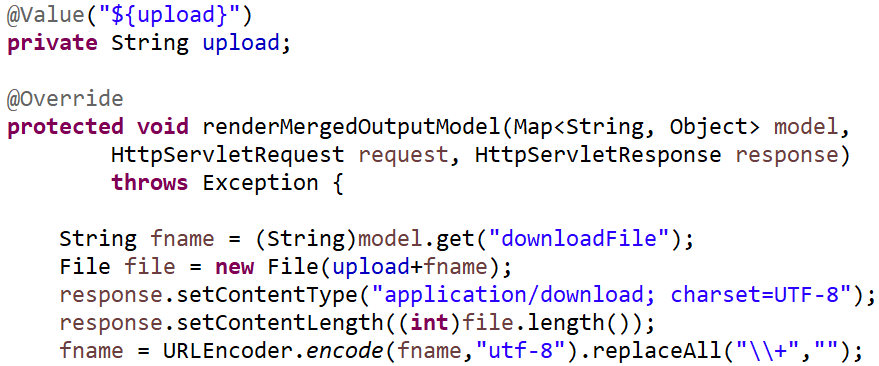 @Value("${upload}")
private String upload;
@Override
protected void renderMergedOutputModel(Map<String, Object> model,
HttpServletRequest request, HttpServletResponse response)
throws Exception {
String fname = (String)model.get("downloadFile");
File file = new File(upload+fname);
response.setContentType("application/download; charset=UTF-8");
response.setContentLength((int)file.length());
fname = URLEncoder.encode(fname,"utf-8").replaceAll("\\+","");